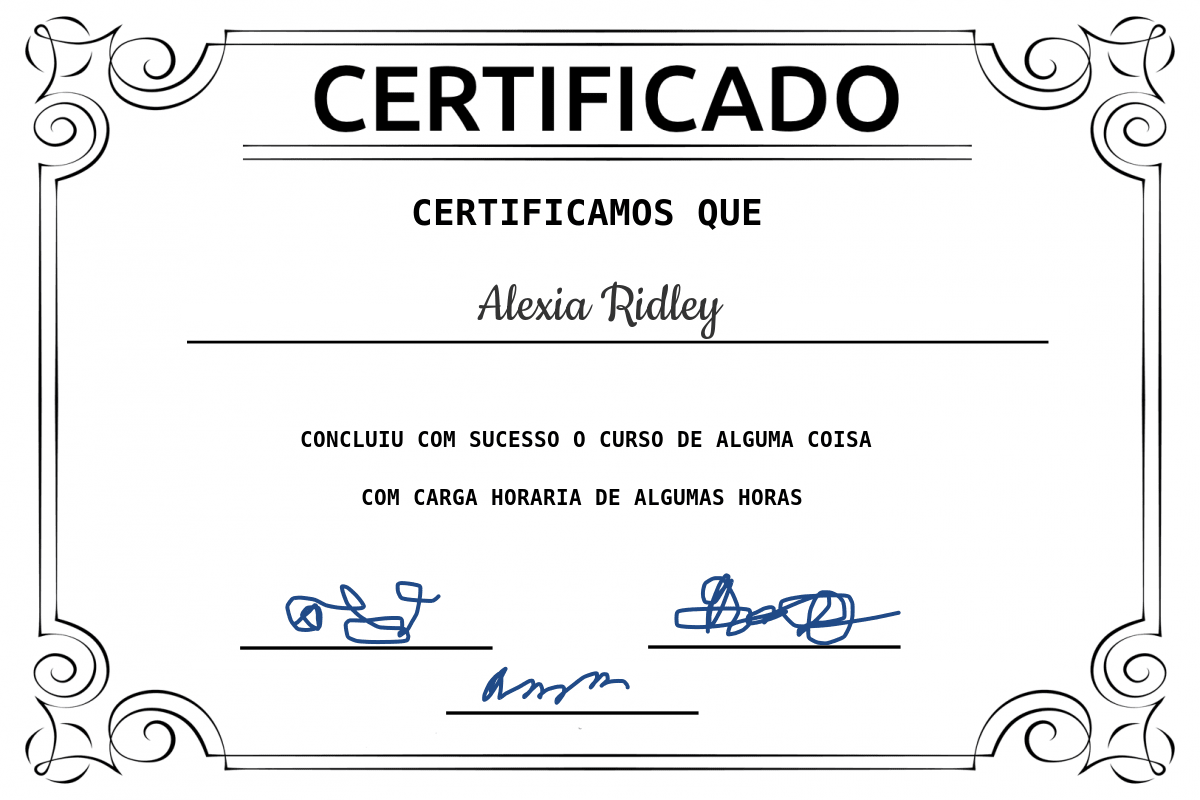 CERTIFICADO
CERTIFICAMOS QUE
Alexia Ridley
CONCLUIU COM SUCESSO O CURSO DE ALGUMA COISA
COM CARGA HORARIA DE ALGUMAS HORAS